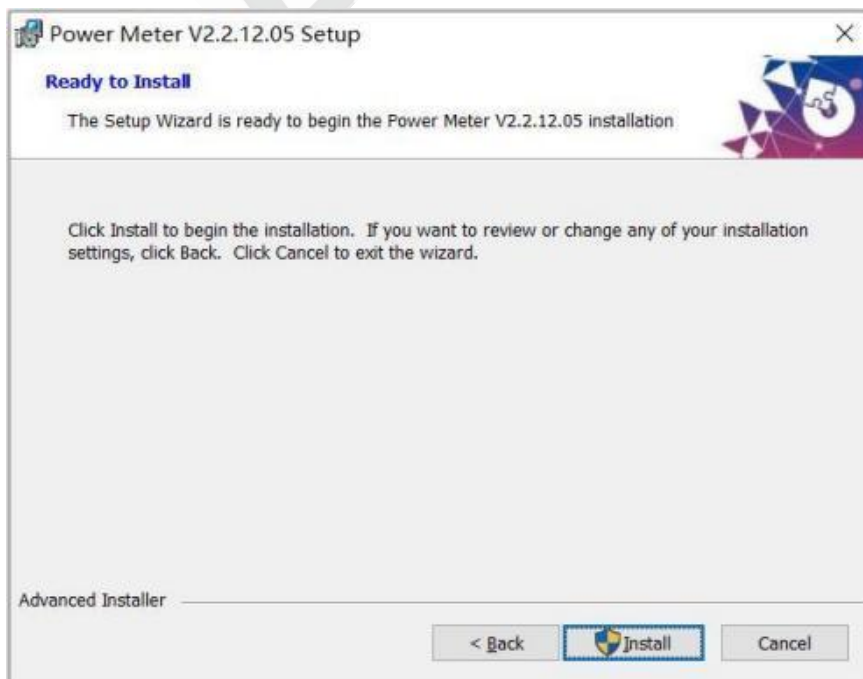 Power Meter V2.2.12.05 Setup
Ready to Install
The Setup Wizard is ready to begin the Power Meter V2.2.12.05 installation
Click Install to begin the installation.  If you want to review or change any of your installation
settings, click Back.  Click Cancel to exit the wizard.
Advanced Installer
< Back
Install
Cancel